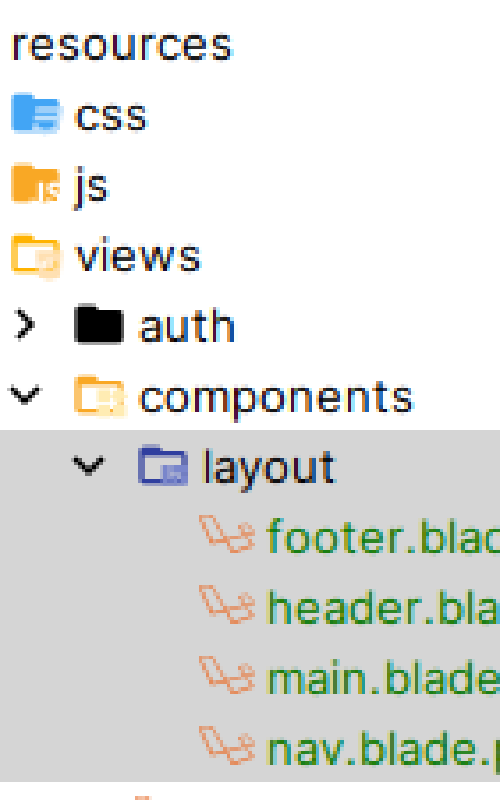 resources
css
js
views
auth
components
layout
footer.blad
header.bla
main.blade
nav.blade.p